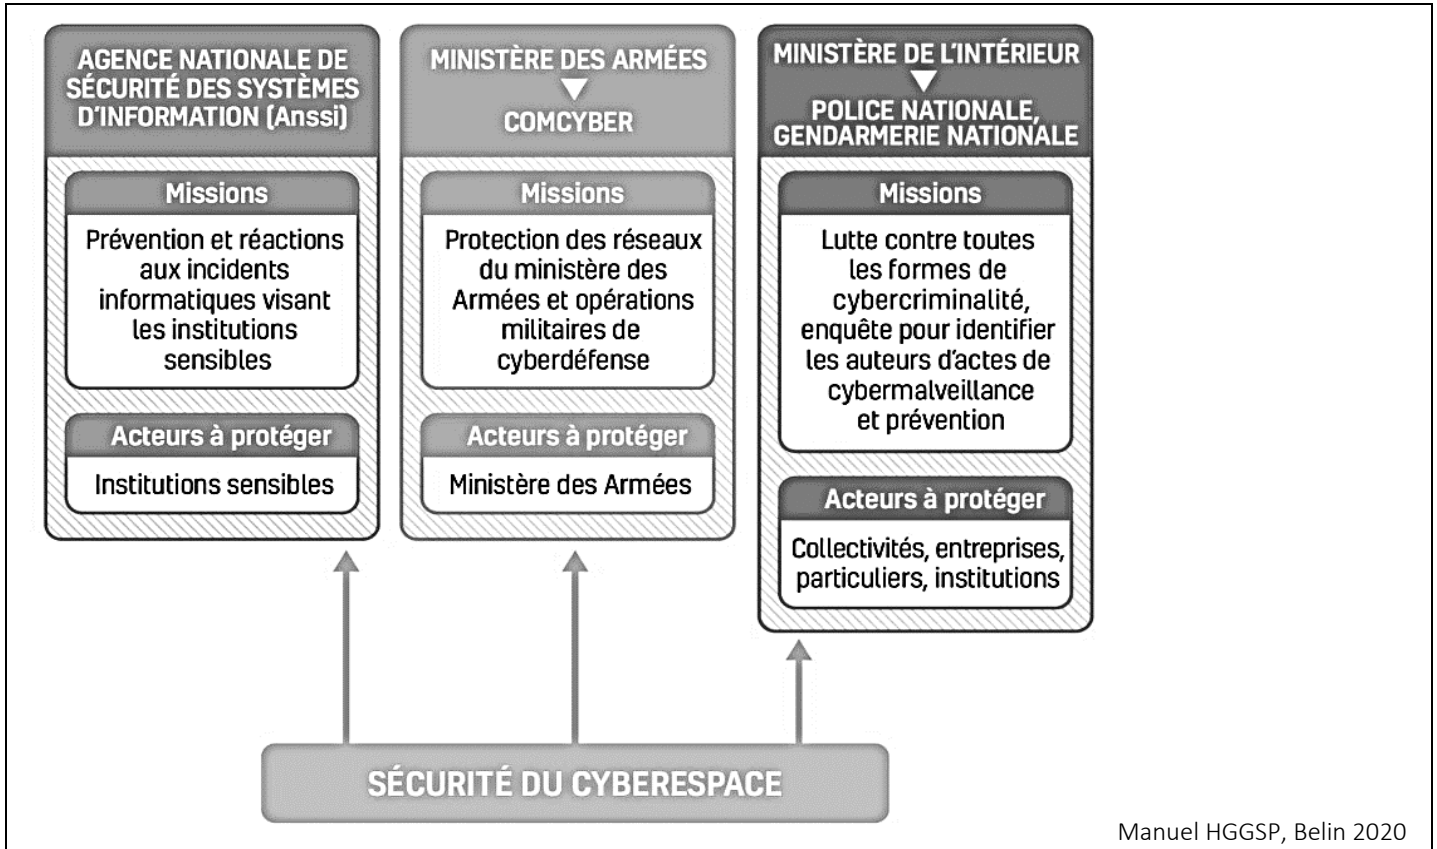 AGENCE NATIONALE DE
SÉCURITÉ DES SYSTÈMES
D'INFORMATION (Anssi)
Missions
Prévention et réactions
aux incidents
informatiques visant
les institutions
sensibles
Acteurs à protéger
Institutions sensibles
MINISTÈRE DES ARMÉES
COMCYBER
Missions
Protection des réseaux
du ministère des
Armées et opérations
militaires de
cyberdéfense
Acteurs à protéger
Ministère des Armées
MINISTÈRE DE L'INTÉRIEUR
POLICE NATIONALE,
GENDARMERIE NATIONALE
Missions
Lutte contre toutes
les formes de
cybercriminalité,
enquête pour identifier
les auteurs d'actes de
cybermalveillance
et prévention
Acteurs à protéger
Collectivités, entreprises,
particuliers, institutions
SÉCURITÉ DU CYBERESPACE
Manuel HGGSP, Belin 2020